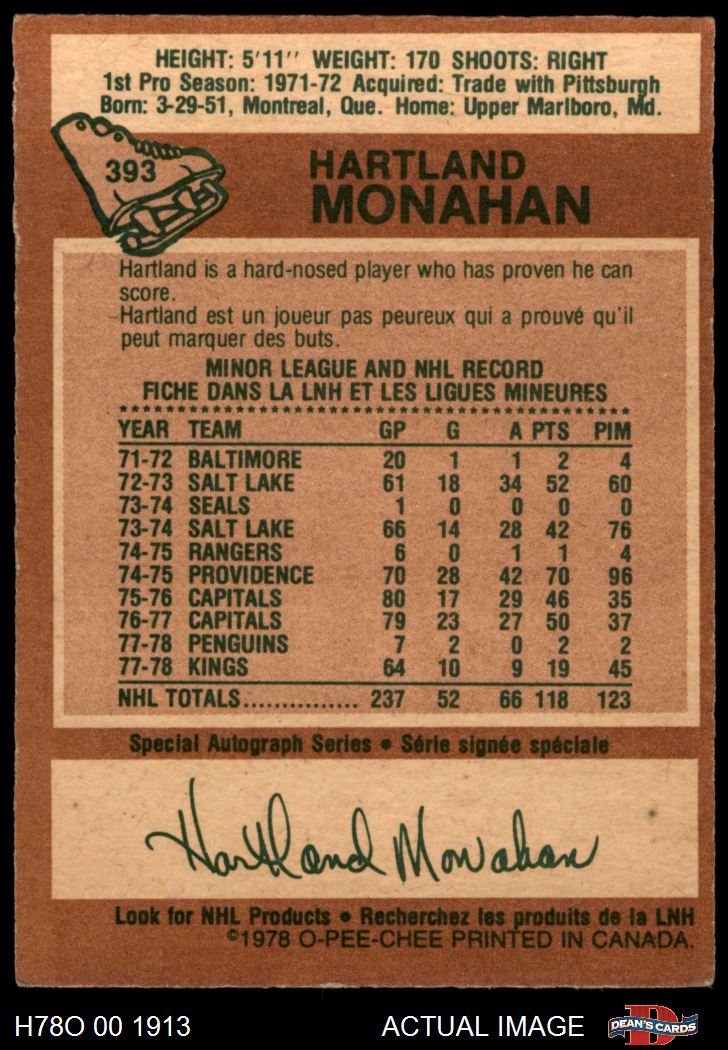 HEIGHT: 5'11'' WEIGHT: 170 SHOOTS: RIGHT
1st Pro Season: 1971-72 Acquired: Trade with Pittsburgh
Born: 3-29-51, Montreal, Que. Home: Upper Marlboro, Md.
393
HARTLAND
MONAHAN
Hartland is a hard-nosed player who has proven he can
score.
Hartland est un joueur pas peureux qui a prouvé qu'il
peut marquer des buts.
MINOR LEAGUE AND NHL RECORD
FICHE DANS LA LNH ET LES LIGUES MINEURES
YEAR TEAM GP G A PTS PIM
71-72 BALTIMORE 20 1 1 2 4
72-73 SALT LAKE 61 18 34 52 60
73-74 SEALS 1 0 0 0 0
73-74 SALT LAKE 66 14 28 42 76
74-75 RANGERS 6 0 1 1 4
74-75 PROVIDENCE 70 28 42 70 96
75-76 CAPITALS 80 17 29 46 35
76-77 CAPITALS 79 23 27 50 37
77-78 PENGUINS 7 2 0 2 2
77-78 KINGS 64 10 9 19 45
NHL TOTALS............... 237 52 66 118 123
Special Autograph Series • Série signée spéciale
Hartland Monahan
Look for NHL Products • Recherchez les produits de la LNH
©1978 O-PEE-CHEE PRINTED IN CANADA.
H78O 00 1913 ACTUAL IMAGE DEAN'S CARDS